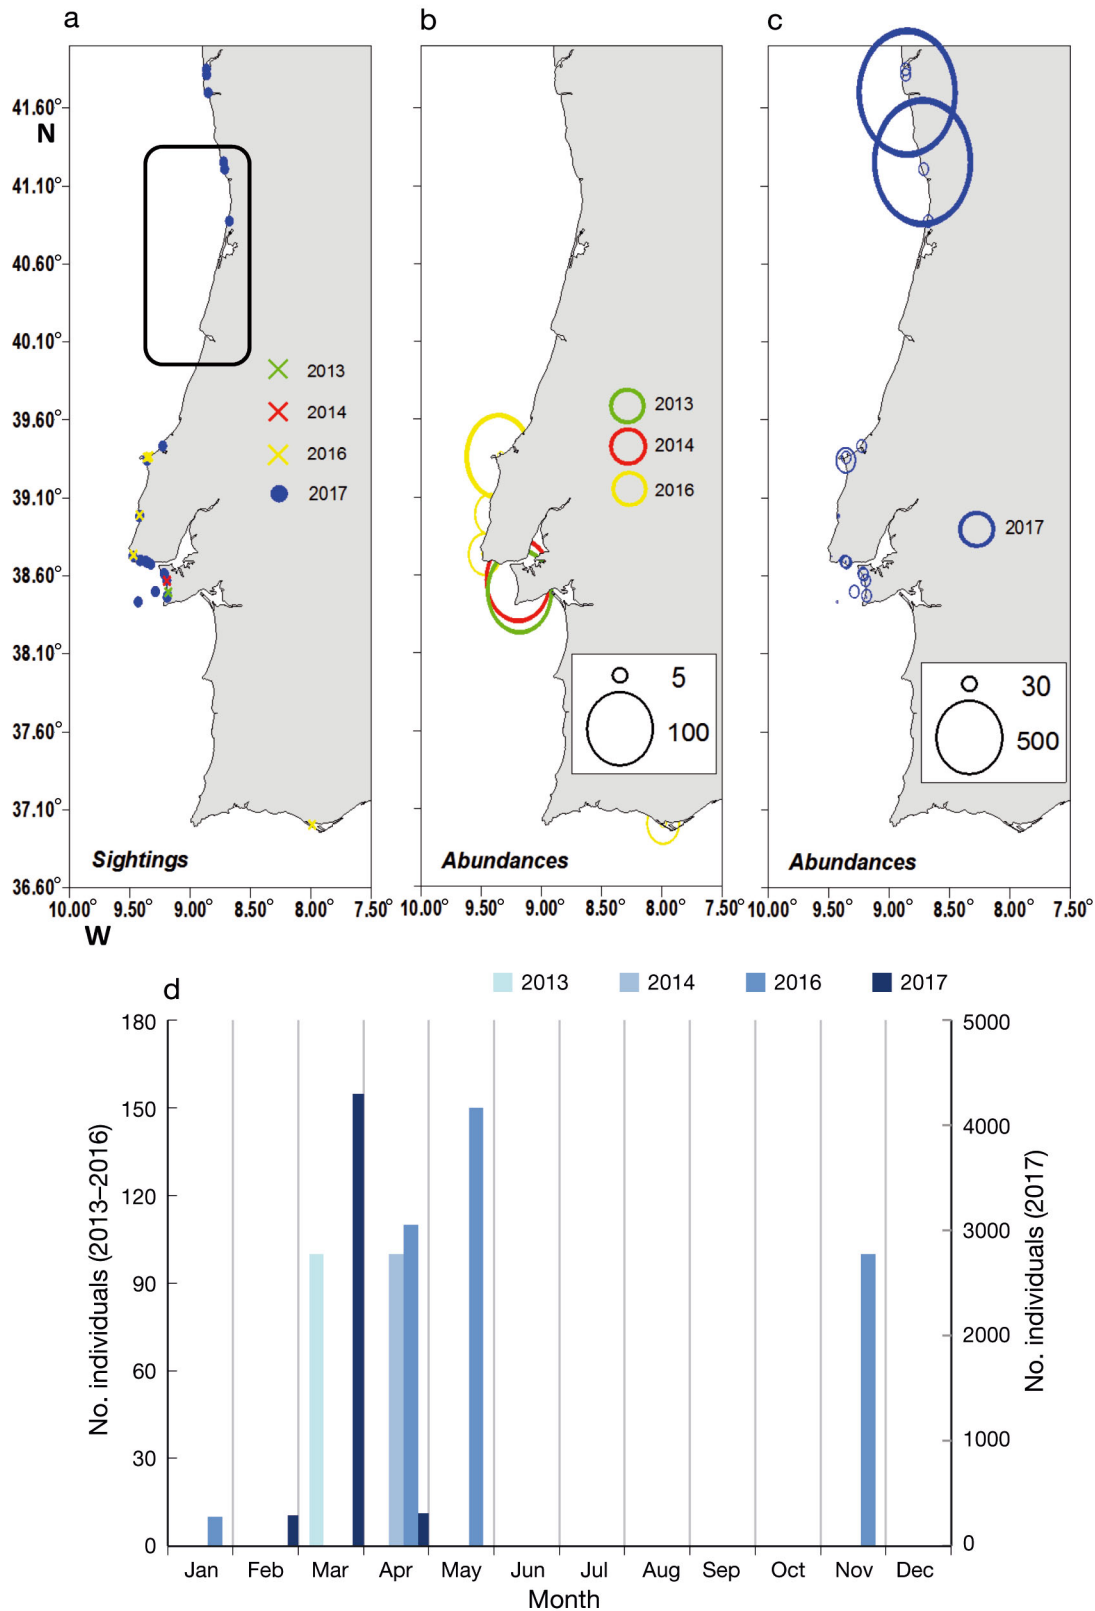 a
b
c
41.60°
N
41.10°
40.60°
40.10°
39.60°
39.10°
38.60°
38.10°
37.60°
37.10°
36.60°
2013
2014
2016
2017
Sightings
10.00° 9.50° 9.00° 8.50° 8.00° 7.50°
W
2013
2014
2016
5
100
Abundances
10.00° 9.50° 9.00° 8.50° 8.00° 7.50°
2017
30
500
Abundances
10.00° 9.50° 9.00° 8.50° 8.00° 7.50°
d
2013 2014 2016 2017
No. individuals (2013–2016)
180
150
120
90
60
30
0
5000
4000
3000
2000
1000
0
No. individuals (2017)
Jan Feb Mar Apr May Jun Jul Aug Sep Oct Nov Dec
Month